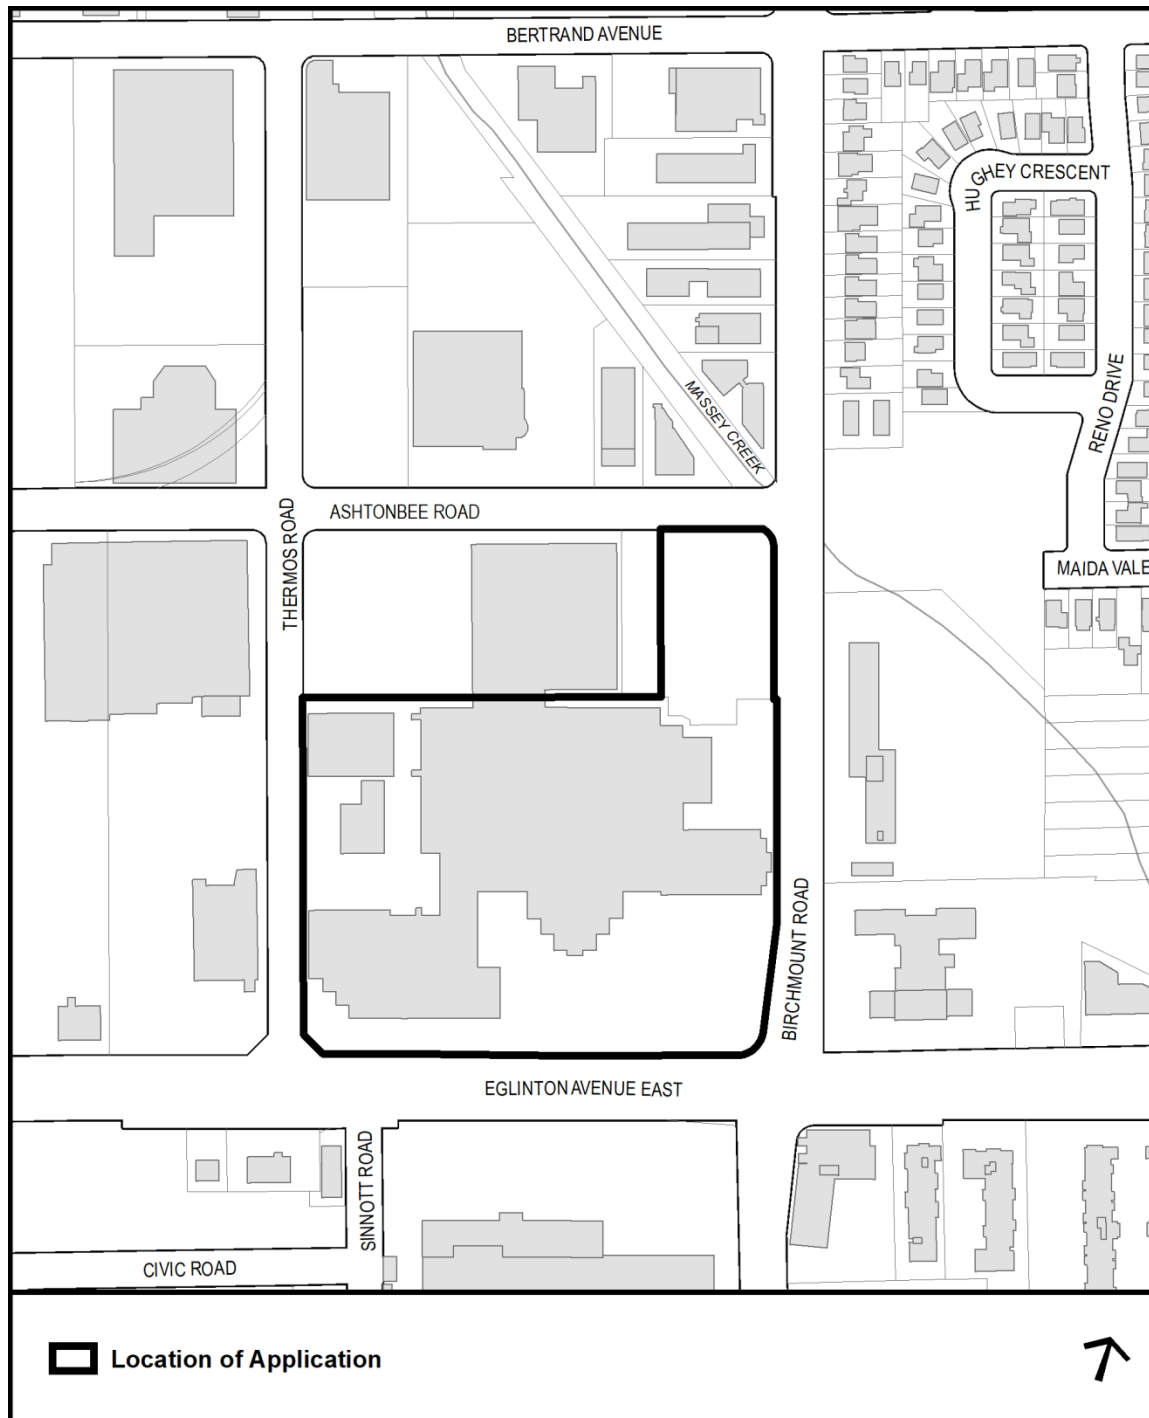 BERTRAND AVENUE
HUGHEY CRESCENT
MASSEY CREEK
RENO DRIVE
ASHTONBEE ROAD
THERMOS ROAD
MAIDA VALE
BIRCHMOUNT ROAD
EGLINTON AVENUE EAST
SINNOTT ROAD
CIVIC ROAD
Location of Application